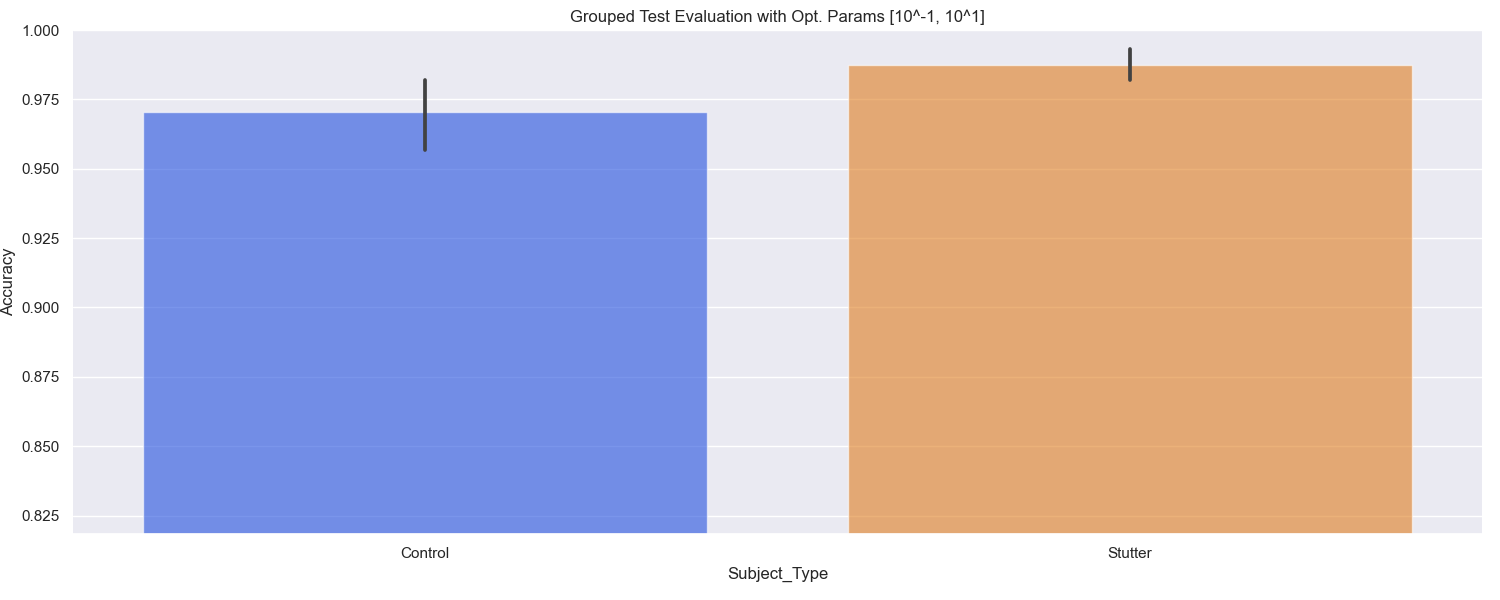 Grouped Test Evaluation with Opt. Params [10^-1, 10^1]
1.000
0.975
0.950
0.925
0.900
0.875
0.850
0.825
Accuracy
Control
Stutter
Subject_Type